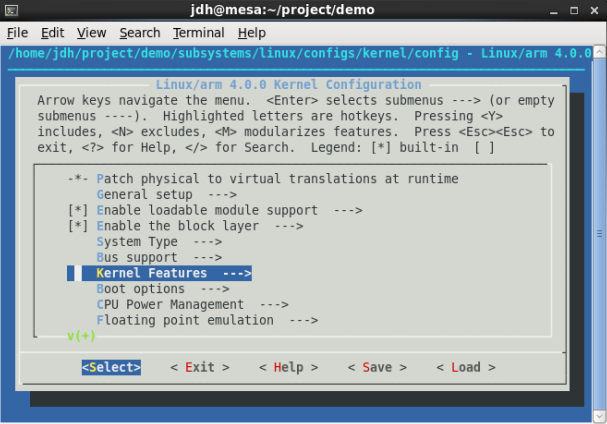 jdh@mesa:~/project/demo
File Edit View Search Terminal Help
/home/jdh/project/demo/subsystems/linux/configs/kernel/config - Linux/arm 4.0.0
Linux/arm 4.0.0 Kernel Configuration
Arrow keys navigate the menu. <Enter> selects submenus ---> (or empty
submenus ----). Highlighted letters are hotkeys. Pressing <Y>
includes, <N> excludes, <M> modularizes features. Press <Esc><Esc> to
exit, <?> for Help, </> for Search. Legend: [*] built-in [ ]
-*- Patch physical to virtual translations at runtime
General setup --->
[*] Enable loadable module support --->
[*] Enable the block layer --->
System Type --->
Bus support --->
Kernel Features --->
Boot options --->
CPU Power Management --->
Floating point emulation --->
v(+)
<Select> < Exit > < Help > < Save > < Load >